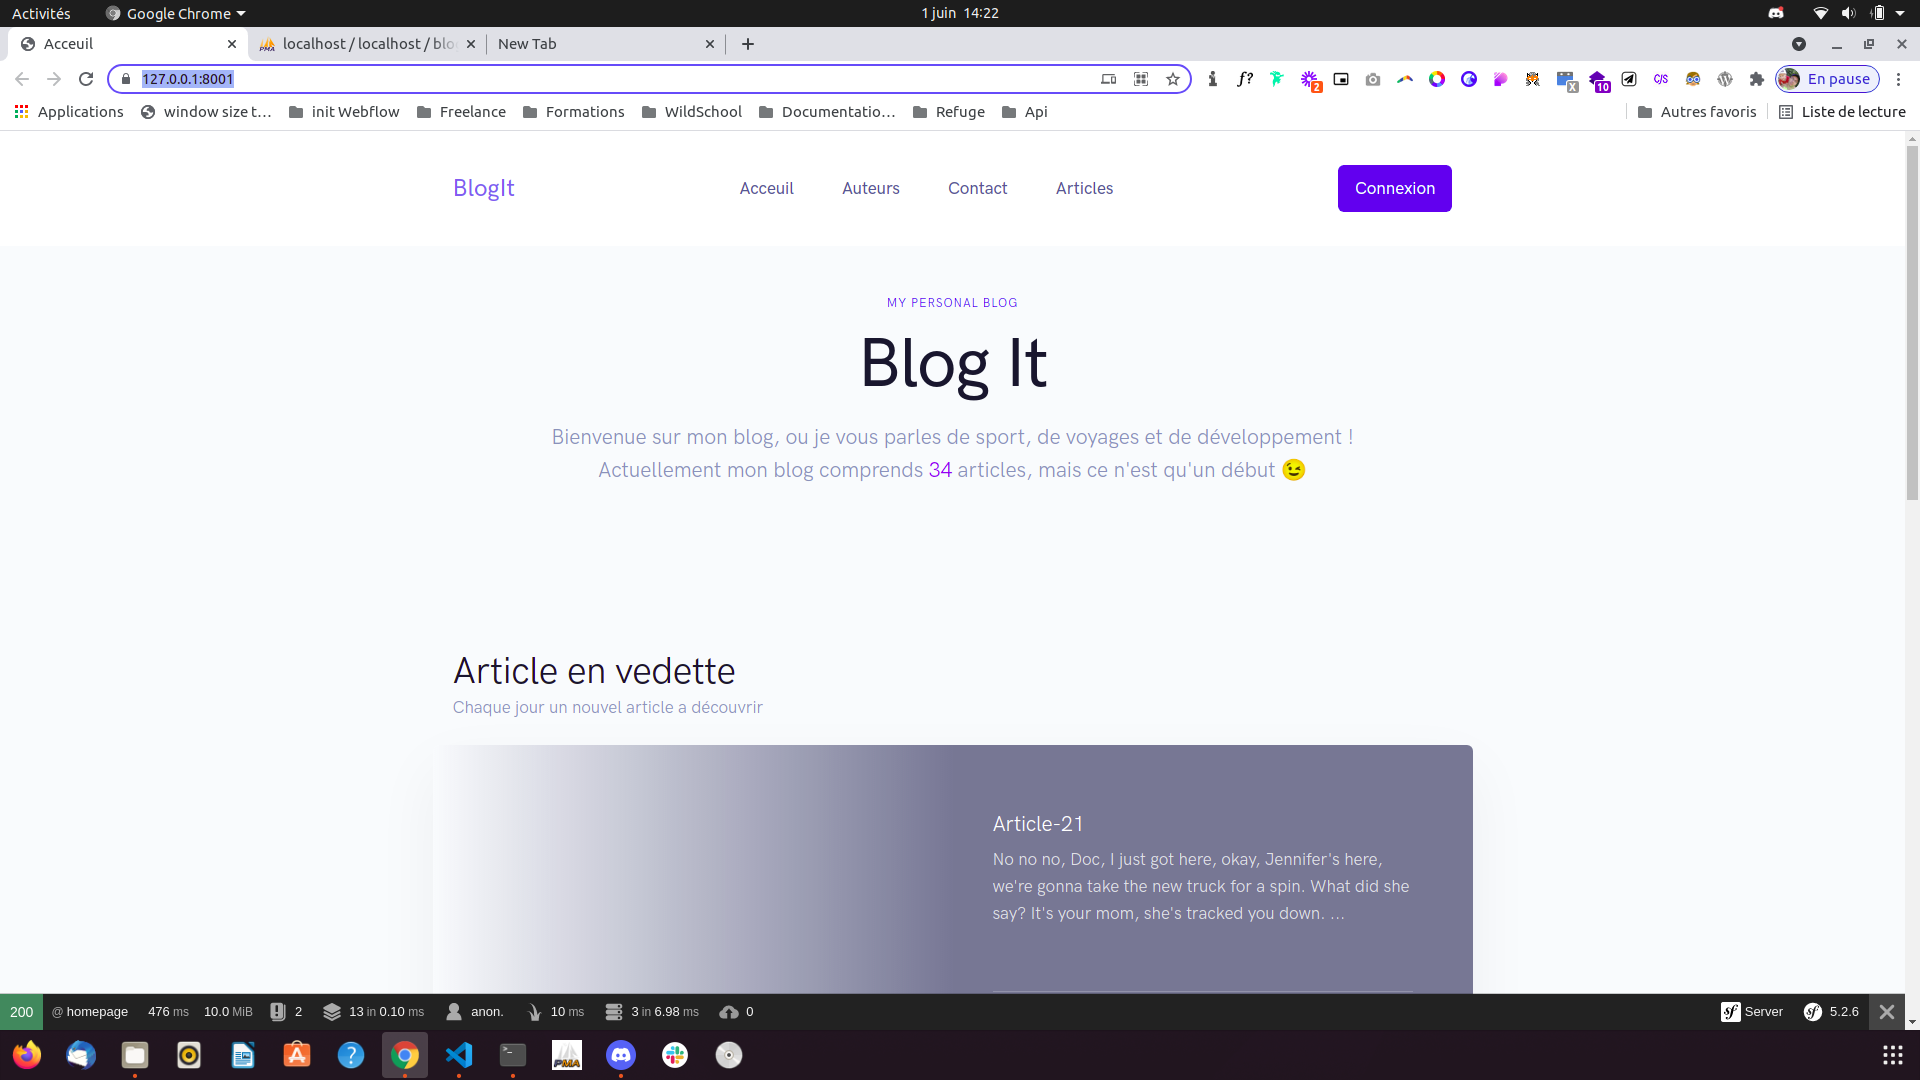 Activités
Google Chrome
1 juin 14:22
Acceuil
localhost / localhost / blo
New Tab
127.0.0.1:8001
f?
2
X
10
C/S
En pause
Applications
window size t…
init Webflow
Freelance
Formations
WildSchool
Documentatio…
Refuge
Api
Autres favoris
Liste de lecture
BlogIt
Acceuil
Auteurs
Contact
Articles
Connexion
MY PERSONAL BLOG
Blog It
Bienvenue sur mon blog, ou je vous parles de sport, de voyages et de développement !
Actuellement mon blog comprends 34 articles, mais ce n'est qu'un début 😉
Article en vedette
Chaque jour un nouvel article a découvrir
Article-21
No no no, Doc, I just got here, okay, Jennifer's here,
we're gonna take the new truck for a spin. What did she
say? It's your mom, she's tracked you down. ...
200
@ homepage
476 ms
10.0 MiB
2
13 in 0.10 ms
anon.
10 ms
3 in 6.98 ms
0
Server
5.2.6
PMA